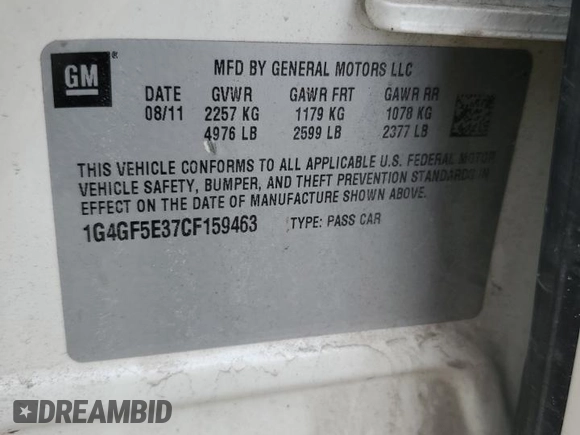 GM
MFD BY GENERAL MOTORS LLC
DATE GVWR GAWR FRT GAWR RR
08/11 2257 KG 1179 KG 1078 KG
4976 LB 2599 LB 2377 LB
THIS VEHICLE CONFORMS TO ALL APPLICABLE U.S. FEDERAL MOTOR
VEHICLE SAFETY, BUMPER, AND THEFT PREVENTION STANDARDS IN
EFFECT ON THE DATE OF MANUFACTURE SHOWN ABOVE.
1G4GF5E37CF159463 TYPE: PASS CAR
DREAMBID